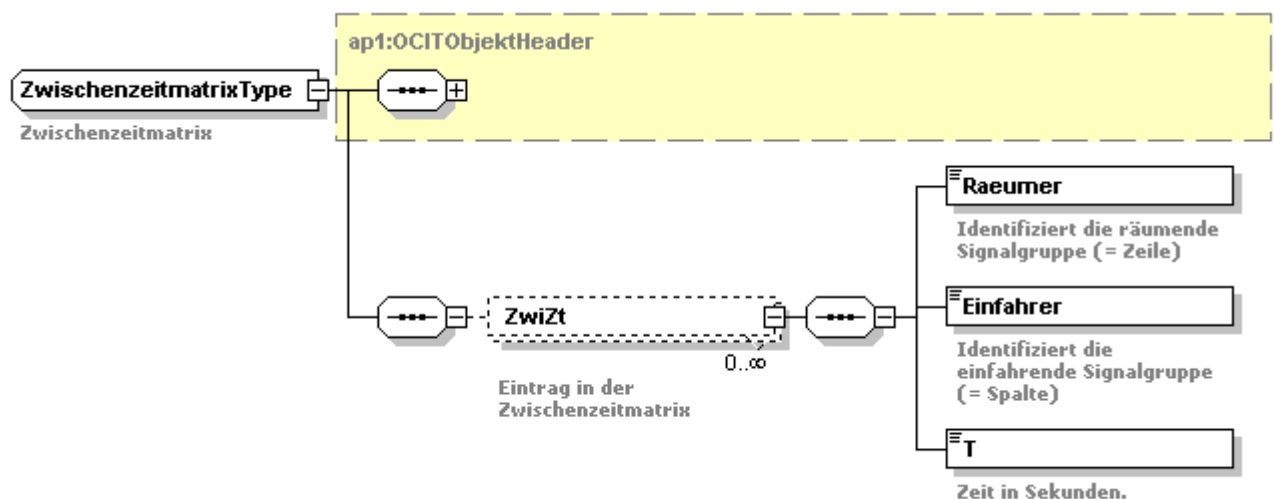 ap1:OCITObjektHeader
ZwischenzeitmatrixType
Zwischenzeitmatrix
Raeumer
Identifiziert die räumende
Signalgruppe (= Zeile)
ZwiZt
0..∞
Eintrag in der
Zwischenzeitmatrix
Einfahrer
Identifiziert die
einfahrende Signalgruppe
(= Spalte)
T
Zeit in Sekunden.